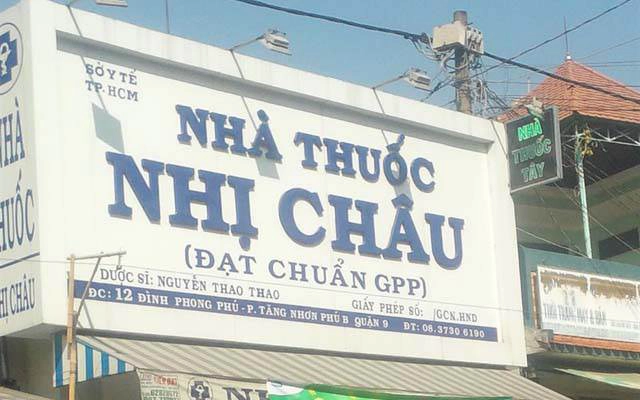 SỞ Y TẾ
TP.HCM
NHÀ THUỐC
NHỊ CHÂU
(ĐẠT CHUẨN GPP)
DƯỢC SĨ: NGUYỄN THAO THAO
GIẤY PHÉP SỐ: /GCN.HND
ĐC: 12 ĐÌNH PHONG PHÚ - P. TĂNG NHƠN PHÚ B QUẬN 9 ĐT: 08.3730 6190
NHÀ
THUỐC
NHỊ CHÂU
NHÀ
THUỐC
TÂY